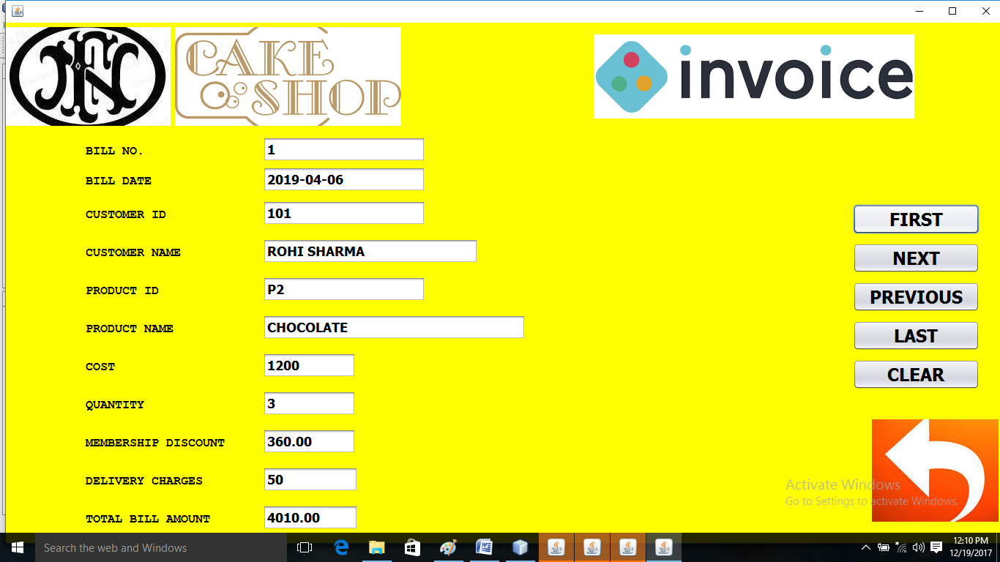 CAKE
SHOP
invoice
BILL NO. 1
BILL DATE 2019-04-06
CUSTOMER ID 101
CUSTOMER NAME ROHI SHARMA
PRODUCT ID P2
PRODUCT NAME CHOCOLATE
COST 1200
QUANTITY 3
MEMBERSHIP DISCOUNT 360.00
DELIVERY CHARGES 50
TOTAL BILL AMOUNT 4010.00
FIRST
NEXT
PREVIOUS
LAST
CLEAR
Activate Windows
Go to Settings to activate Windows.
Search the web and Windows
12:10 PM
12/19/2017